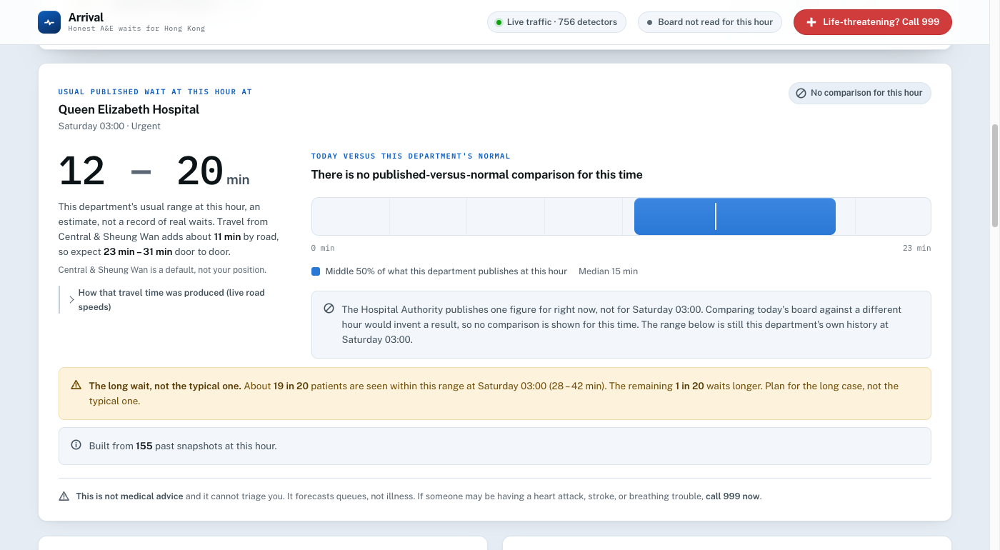 Arrival
Honest A&E waits for Hong Kong
Live traffic · 756 detectors
Board not read for this hour
Life-threatening? Call 999
USUAL PUBLISHED WAIT AT THIS HOUR AT
No comparison for this hour
Queen Elizabeth Hospital
Saturday 03:00 · Urgent
12 – 20 min
This department's usual range at this hour, an
estimate, not a record of real waits. Travel from
Central & Sheung Wan adds about 11 min by road,
so expect 23 min – 31 min door to door.
Central & Sheung Wan is a default, not your position.
How that travel time was produced (live road
speeds)
TODAY VERSUS THIS DEPARTMENT'S NORMAL
There is no published-versus-normal comparison for this time
0 min
23 min
Middle 50% of what this department publishes at this hour
Median 15 min
The Hospital Authority publishes one figure for right now, not for Saturday 03:00. Comparing today's board against a different
hour would invent a result, so no comparison is shown for this time. The range below is still this department's own history at
Saturday 03:00.
The long wait, not the typical one. About 19 in 20 patients are seen within this range at Saturday 03:00 (28 – 42 min). The remaining 1 in 20 waits longer. Plan for the long case, not the
typical one.
Built from 155 past snapshots at this hour.
This is not medical advice and it cannot triage you. It forecasts queues, not illness. If someone may be having a heart attack, stroke, or breathing trouble, call 999 now.